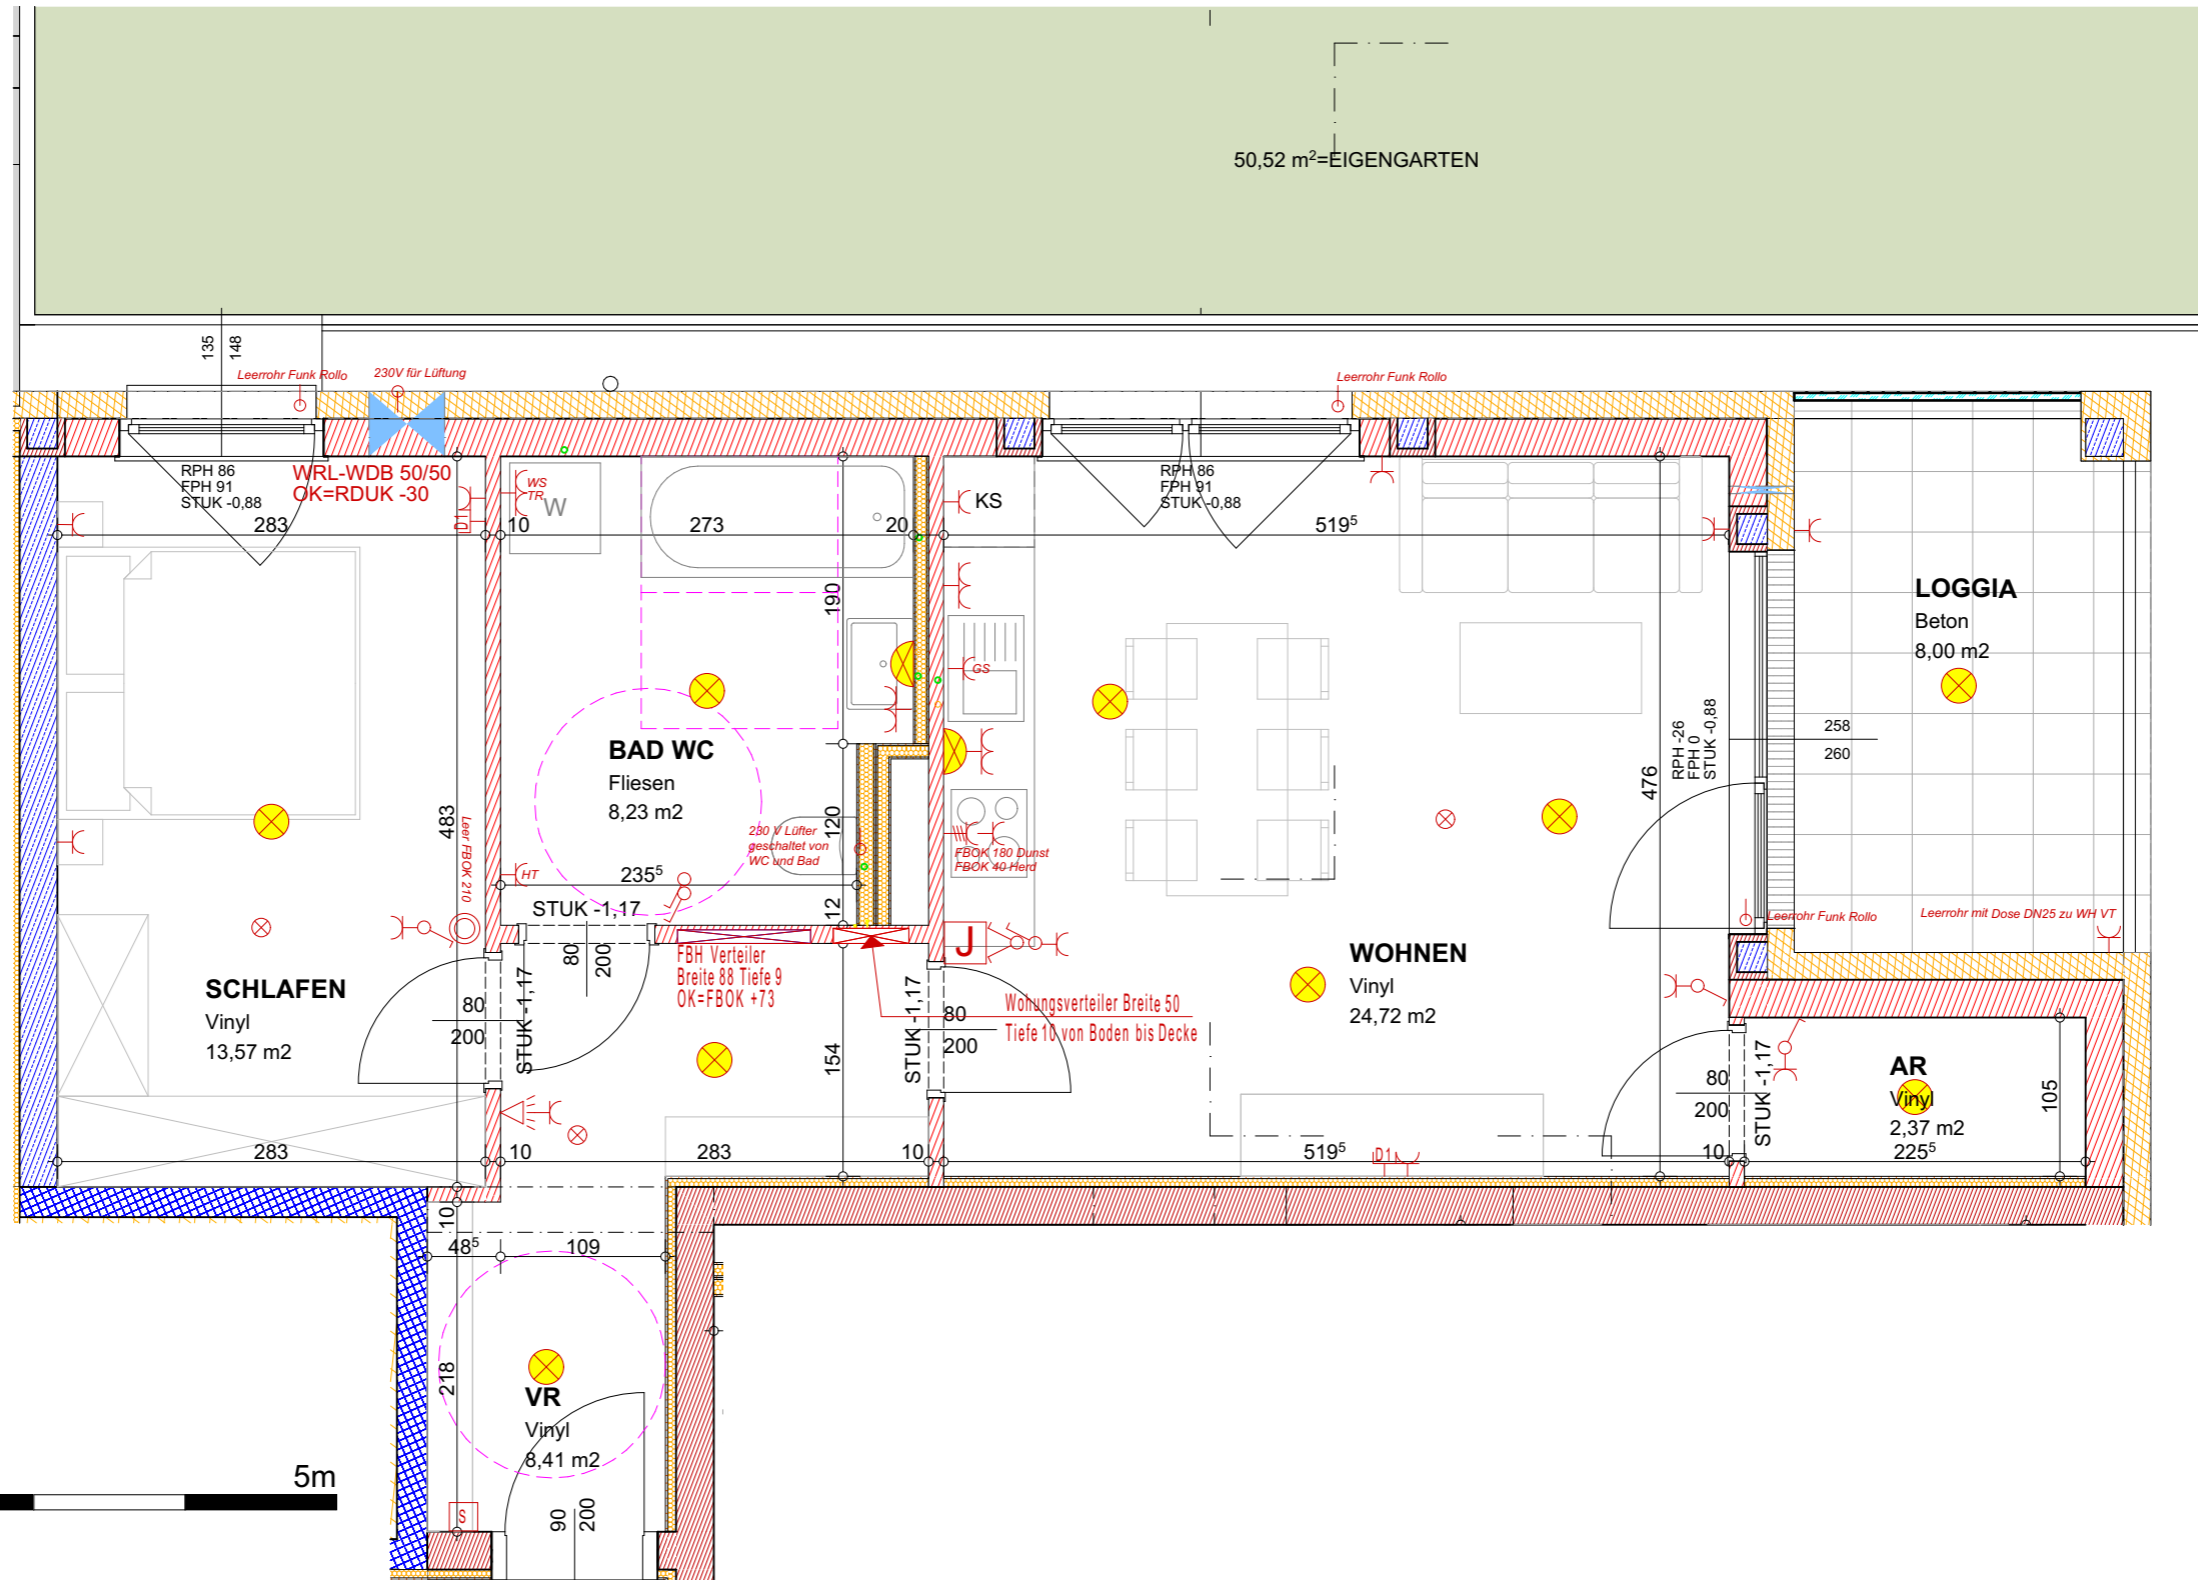 50,52 m²=EIGENGARTEN
135
148
Leerrohr Funk Rollo
230V für Lüftung
Leerrohr Funk Rollo
RPH 86
FPH 91
STUK -0,88
WRL-WDB 50/50
OK=RDUK -30
283
D1
10
WS
TR
W
273
20
KS
RPH 86
FPH 91
STUK -0,88
519⁵
190
GS
LOGGIA
Beton
8,00 m2
258
260
RPH -26
FPH 0
STUK -0,88
476
BAD WC
Fliesen
8,23 m2
483
Leer FBOK 210
230 V Lüfter
geschaltet von
WC und Bad
120
FBOK 180 Dunst
FBOK 40 Herd
HT
235⁵
STUK -1,17
12
80
200
J
Leerrohr Funk Rollo
Leerrohr mit Dose DN25 zu WH VT
FBH Verteiler
Breite 88 Tiefe 9
OK=FBOK +73
WOHNEN
Vinyl
24,72 m2
SCHLAFEN
Vinyl
13,57 m2
80
200
STUK -1,17
Wohungsverteiler Breite 50
Tiefe 10 von Boden bis Decke
154
STUK -1,17
80
200
80
200
STUK -1,17
AR
Vinyl
2,37 m2
105
283
10
283
10
519⁵
D1
10
225⁵
10
48⁵
109
218
VR
Vinyl
8,41 m2
5m
S
90
200